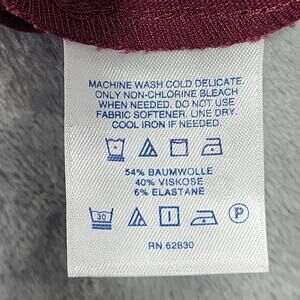 MACHINE WASH COLD DELICATE.
ONLY NON-CHLORINE BLEACH
WHEN NEEDED. DO NOT USE
FABRIC SOFTENER. LINE DRY.
COOL IRON IF NEEDED.
54% BAUMWOLLE
40% VISKOSE
6% ELASTANE
30 P
RN 62830